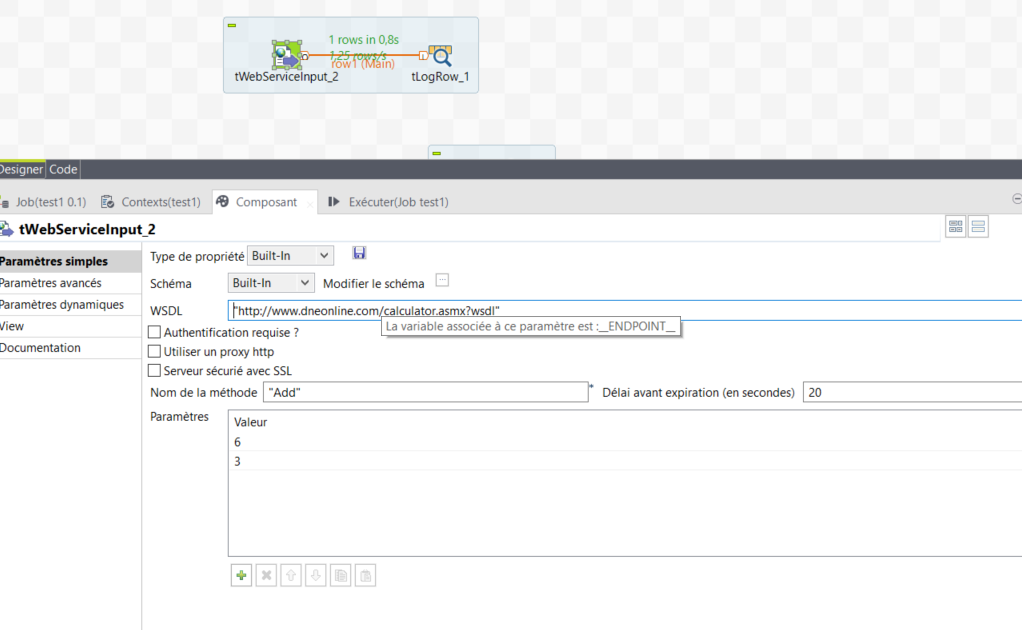 1 rows in 0,8s
1,25 rows/s
row1 (Main)
tWebServiceInput_2
tLogRow_1
Designer Code
Job(test1 0.1) Contexts(test1) Composant Exécuter(Job test1)
tWebServiceInput_2
Paramètres simples
Paramètres avancés
Paramètres dynamiques
View
Documentation
Type de propriété Built-In
Schéma Built-In Modifier le schéma ...
WSDL "http://www.dneonline.com/calculator.asmx?wsdl"
La variable associée à ce paramètre est :__ENDPOINT__
Authentification requise ?
Utiliser un proxy http
Serveur sécurié avec SSL
Nom de la méthode "Add" * Délai avant expiration (en secondes) 20
Paramètres
Valeur
6
3